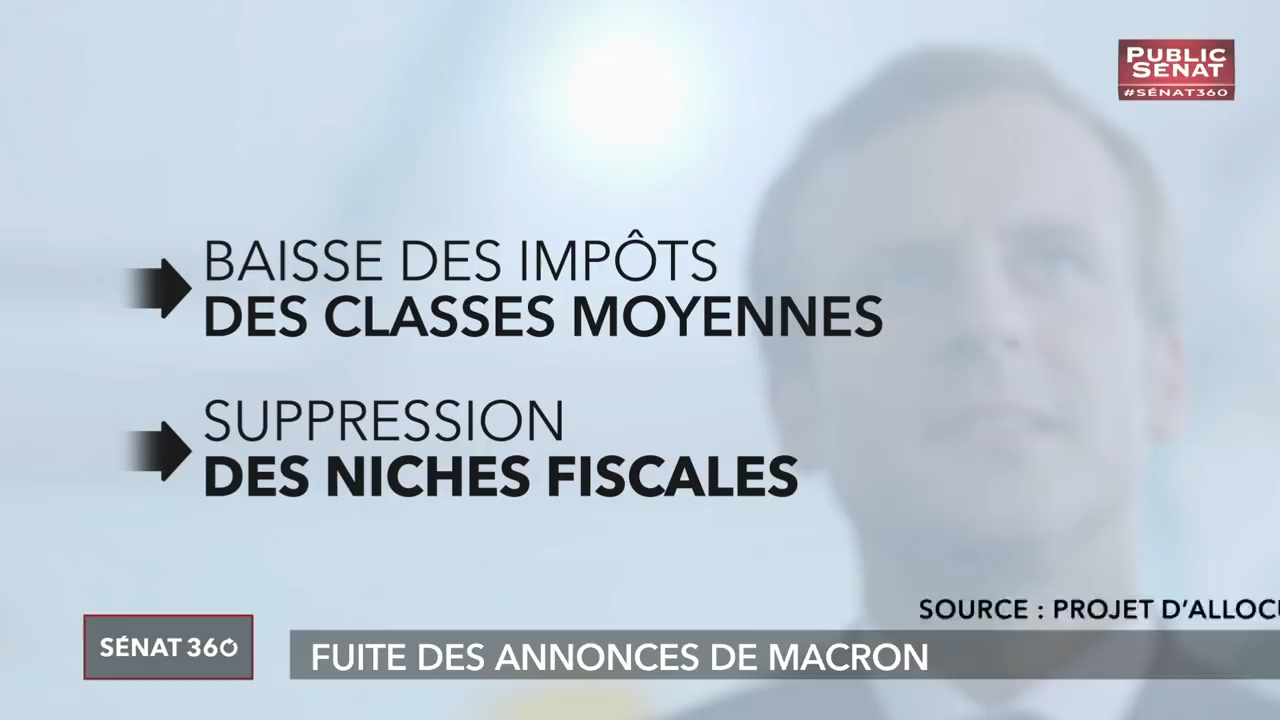 PUBLIC
SÉNAT
#SÉNAT360
BAISSE DES IMPÔTS
DES CLASSES MOYENNES
SUPPRESSION
DES NICHES FISCALES
SOURCE : PROJET D'ALLOCU
SÉNAT 360
FUITE DES ANNONCES DE MACRON